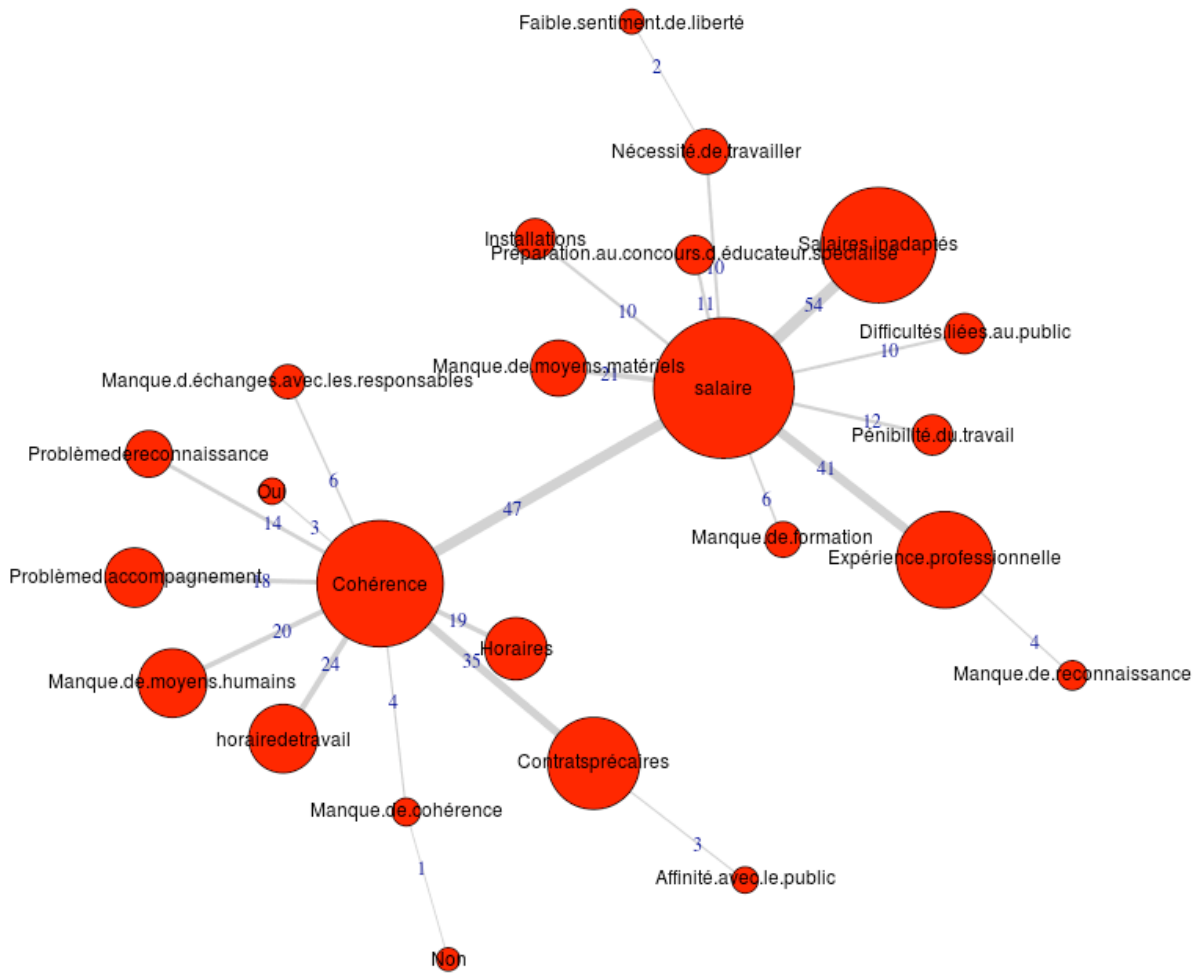 Faible.sentiment.de.liberté
2
Nécessité.de.travailler
Installations
Salaires.inadaptés
Préparation.au.concours.d.éducateur.spécialisé
10
11
54
10
Difficultés.liées.au.public
10
Manque.de.moyens.matériels
21
Manque.d.échanges.avec.les.responsables
salaire
12
Pénibilité.du.travail
Problèmedereconnaissance
41
6
Oui
6
47
14
3
Manque.de.formation
Expérience.professionnelle
Problèmed.accompagnement
18
Cohérence
19
20
4
Horaires
35
24
Manque.de.reconnaissance
Manque.de.moyens.humains
4
horairedetravail
Contratsprécaires
Manque.de.cohérence
3
1
Affinité.avec.le.public
Non